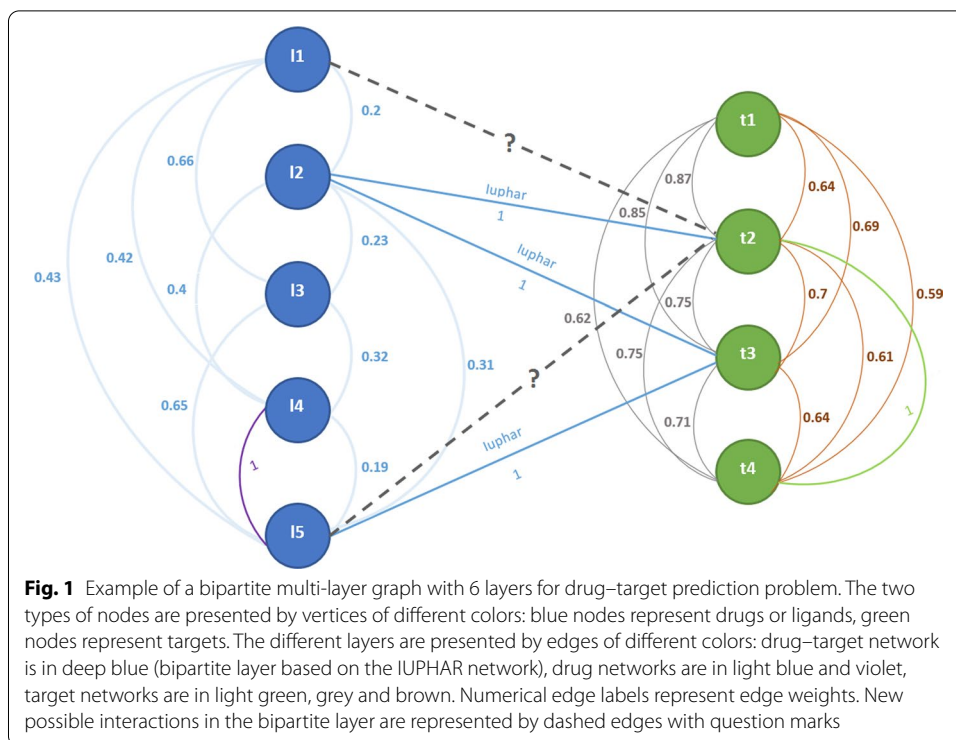 l1
0.2
?
t1
0.66
0.87
0.64
l2
Iuphar
1
0.85
0.69
t2
0.23
Iuphar
1
0.43
0.42
0.4
l3
0.75
0.7
0.59
0.62
t3
0.32
0.31
0.75
0.61
?
0.65
l4
0.71
0.64
1
Iuphar
1
1
0.19
t4
l5
Fig. 1 Example of a bipartite multi-layer graph with 6 layers for drug–target prediction problem. The two
types of nodes are presented by vertices of different colors: blue nodes represent drugs or ligands, green
nodes represent targets. The different layers are presented by edges of different colors: drug–target network
is in deep blue (bipartite layer based on the IUPHAR network), drug networks are in light blue and violet,
target networks are in light green, grey and brown. Numerical edge labels represent edge weights. New
possible interactions in the bipartite layer are represented by dashed edges with question marks